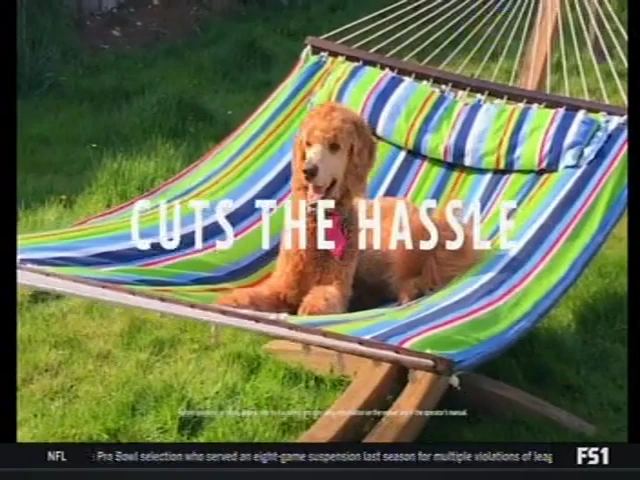 CUTS THE HASSLE
NFL : Pro Bowl selection who served an eight-game suspension last season for multiple violations of leag FS1